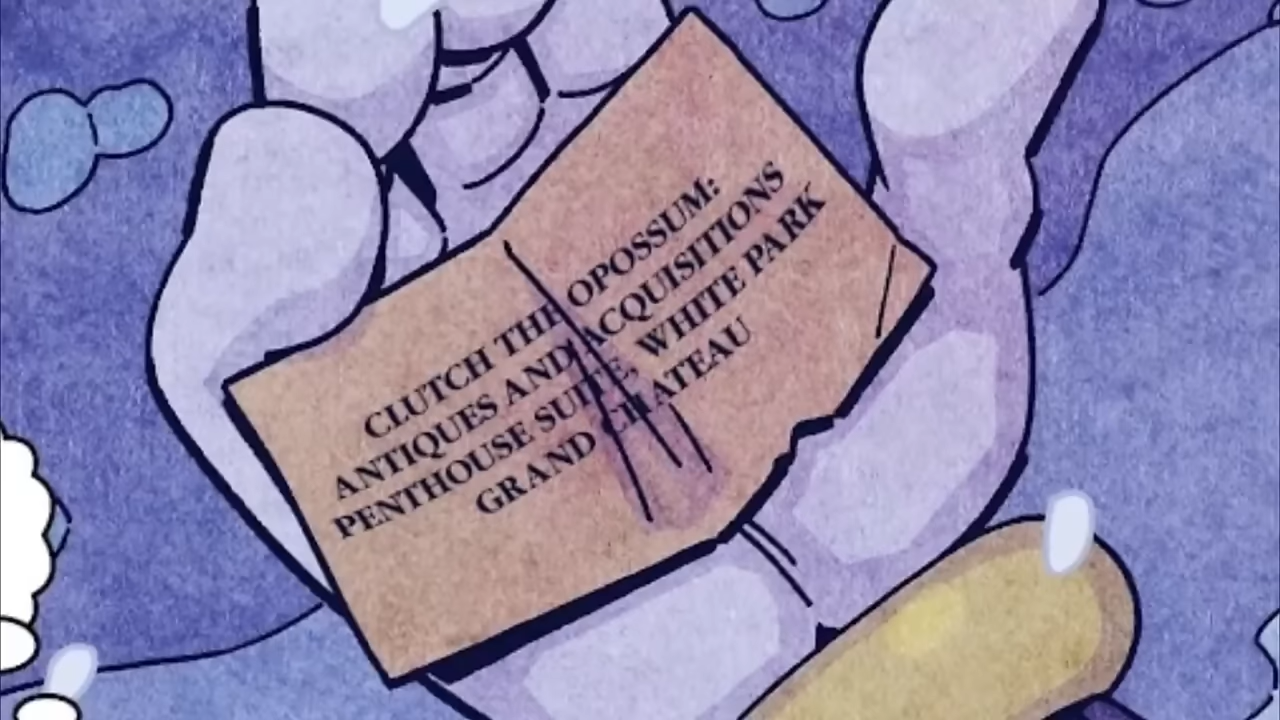 CLUTCH THE OPOSSUM:
ANTIQUES AND ACQUISITIONS
PENTHOUSE SUITE, WHITE PARK
GRAND CHATEAU